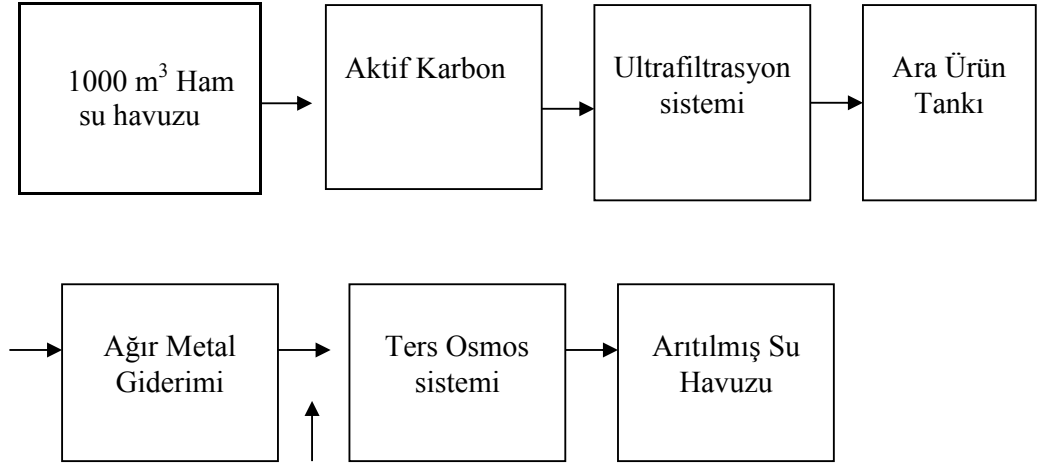 1000 m³ Ham
su havuzu
Aktif Karbon
Ultrafiltrasyon
sistemi
Ara Ürün
Tankı
Ağır Metal
Giderimi
Ters Osmos
sistemi
Arıtılmış Su
Havuzu